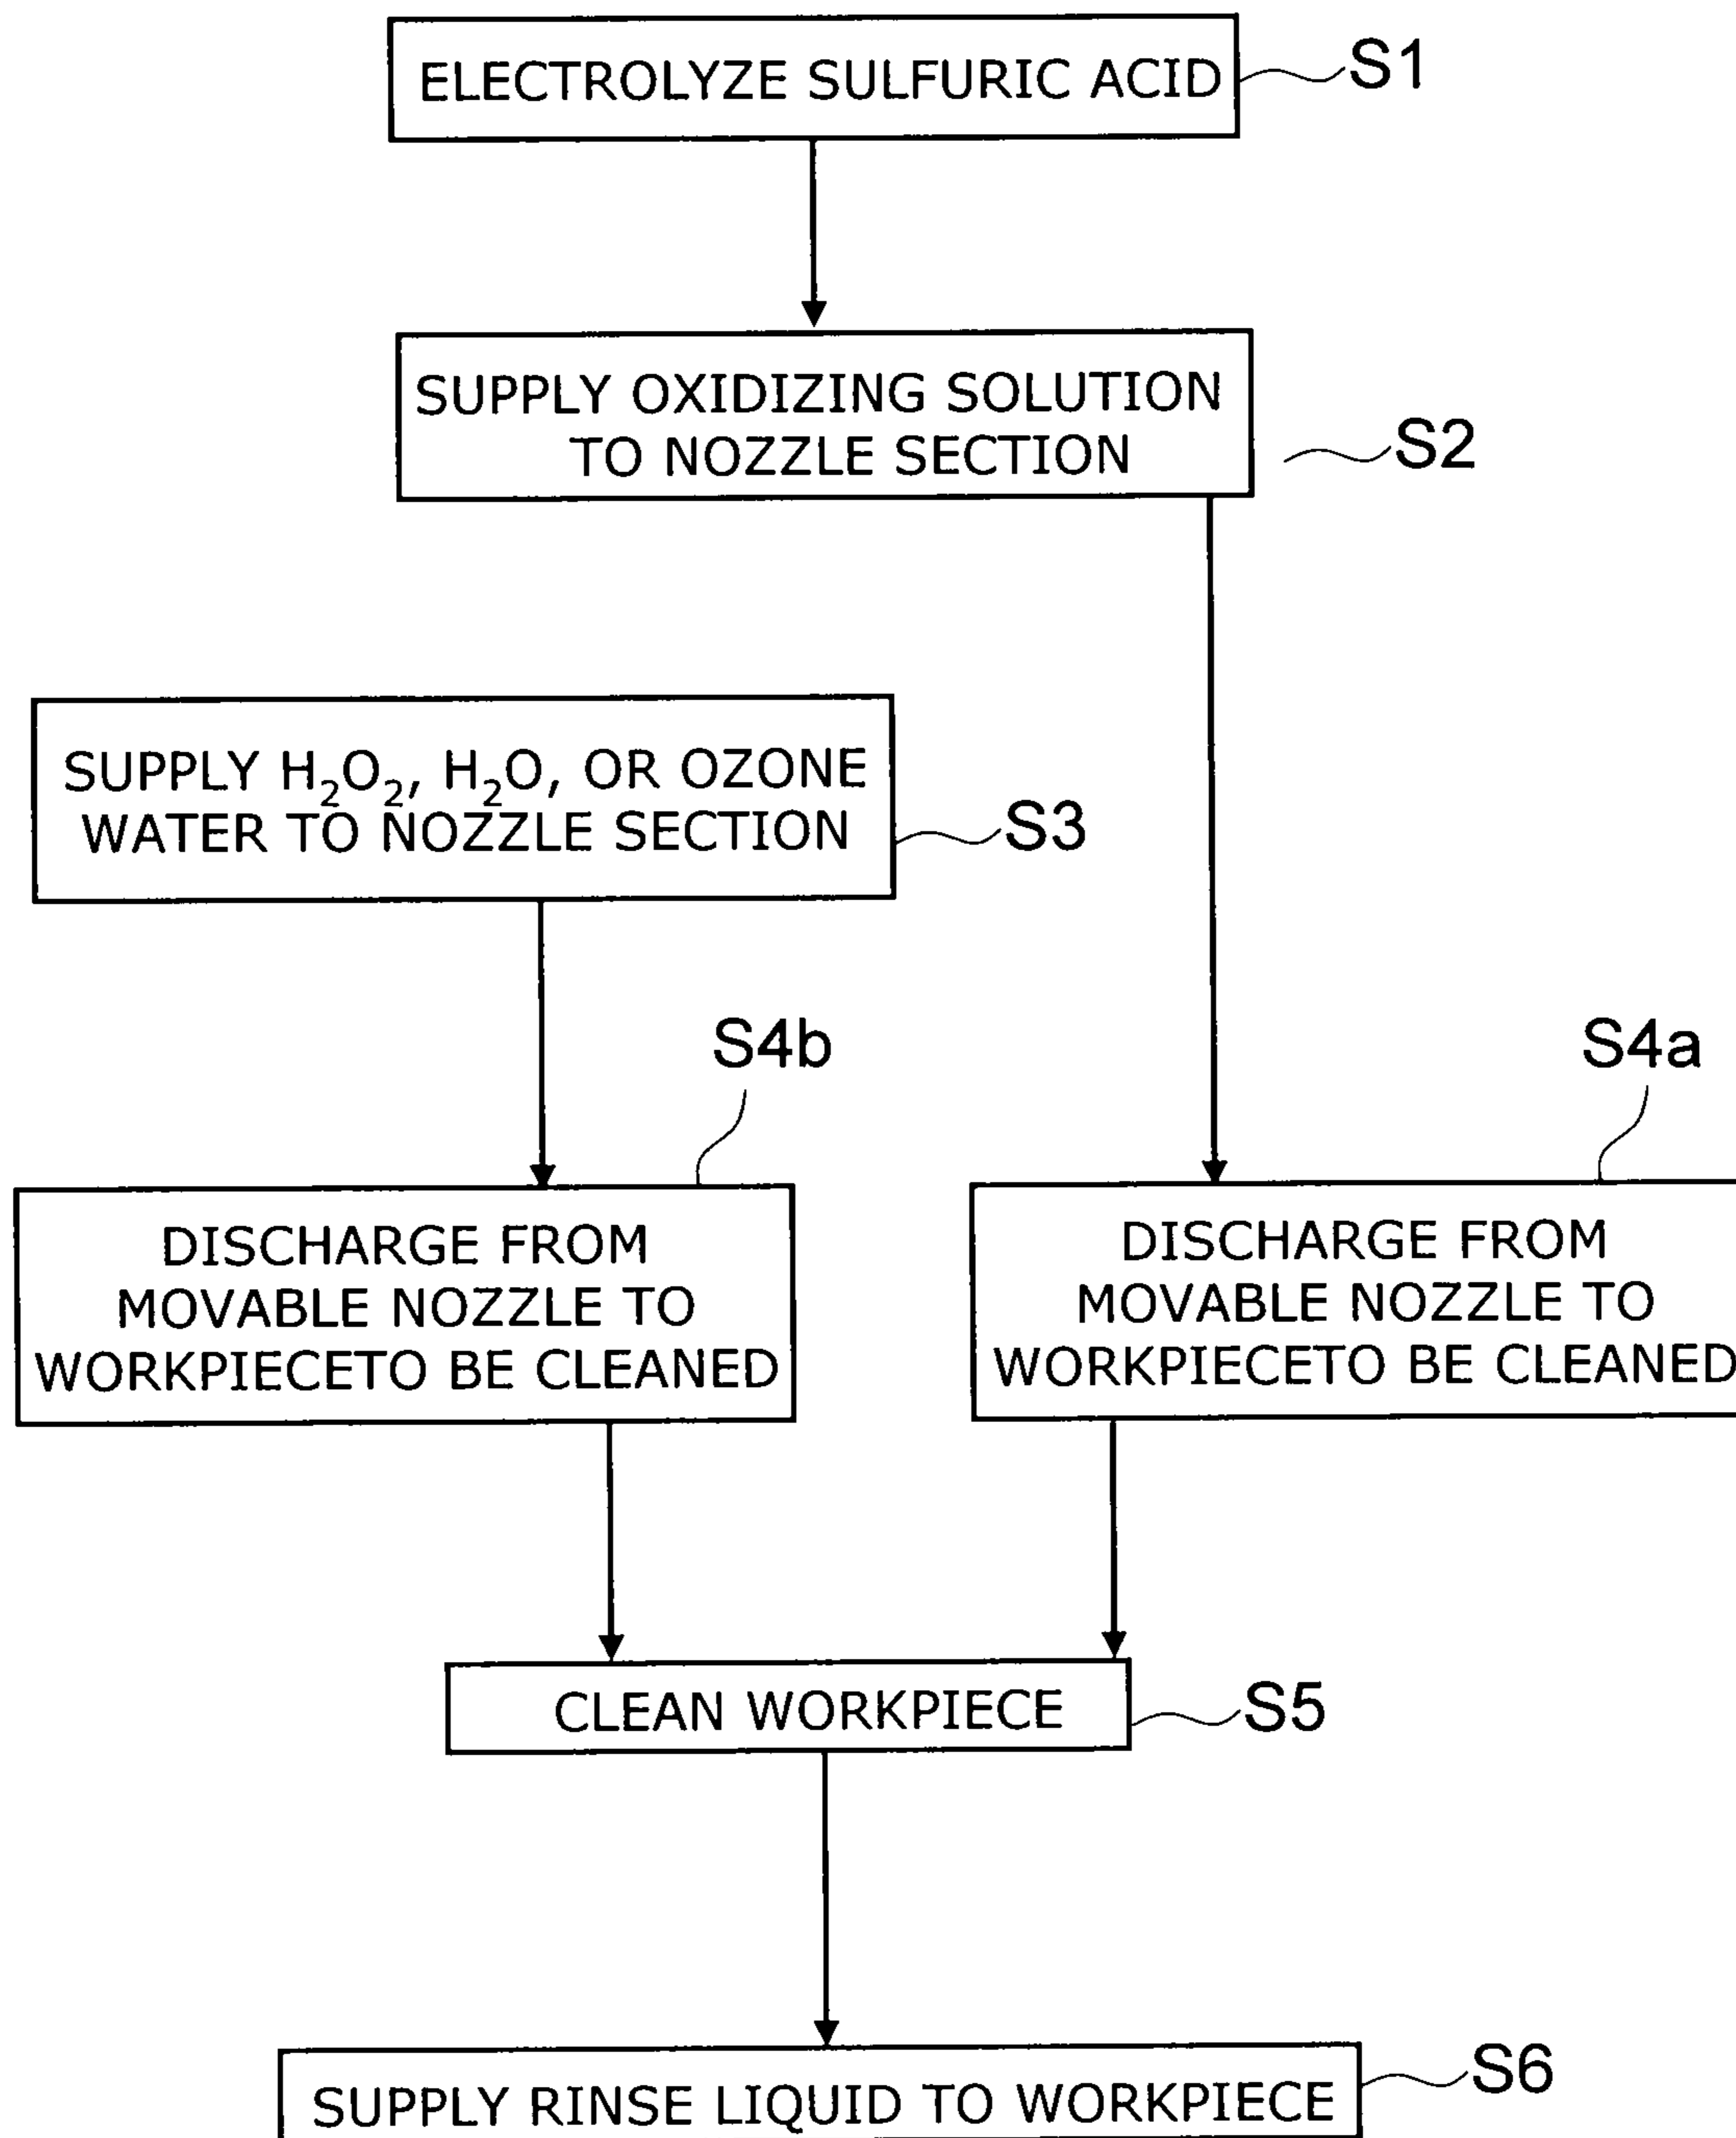 ELECTROLYZE SULFURIC ACID
S1
SUPPLY OXIDIZING SOLUTION
TO NOZZLE SECTION
S2
SUPPLY H₂O₂, H₂O, OR OZONE
WATER TO NOZZLE SECTION
S3
S4b
S4a
DISCHARGE FROM
MOVABLE NOZZLE TO
WORKPIECETO BE CLEANED
DISCHARGE FROM
MOVABLE NOZZLE TO
WORKPIECETO BE CLEANED
CLEAN WORKPIECE
S5
SUPPLY RINSE LIQUID TO WORKPIECE
S6